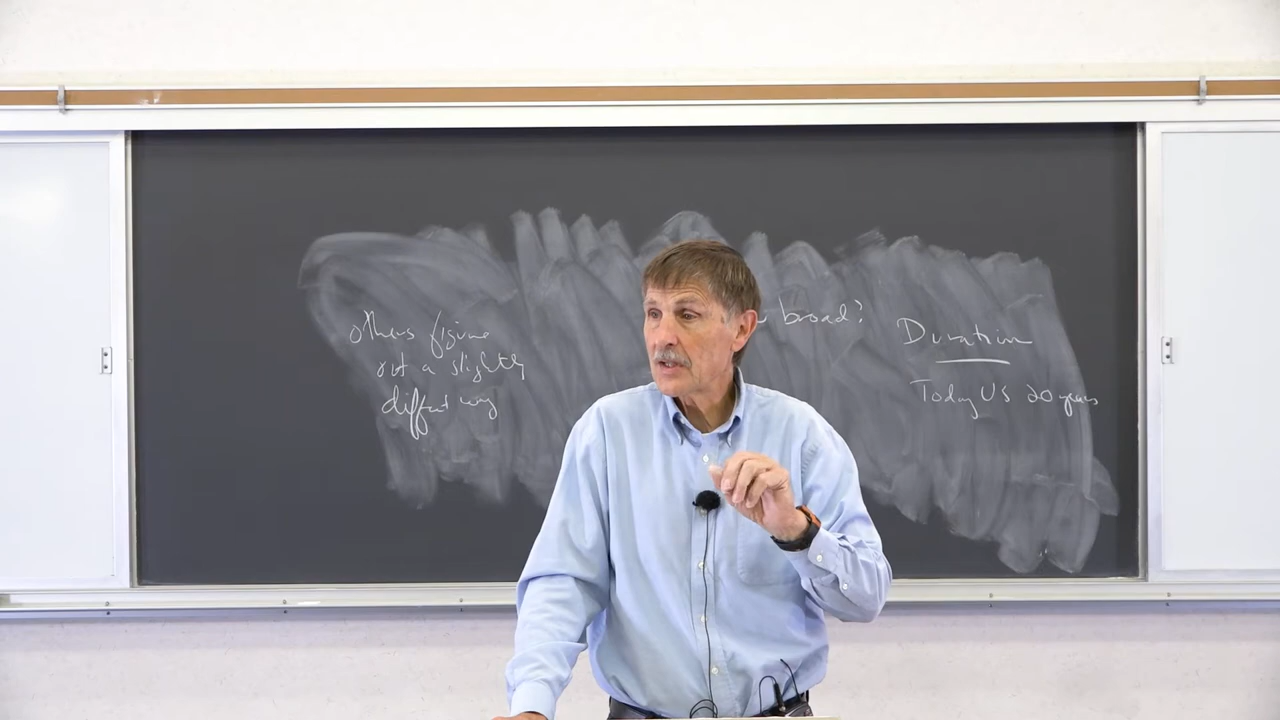 others figure
out a slightly
different way
broad?
Duration
Today US 20 years